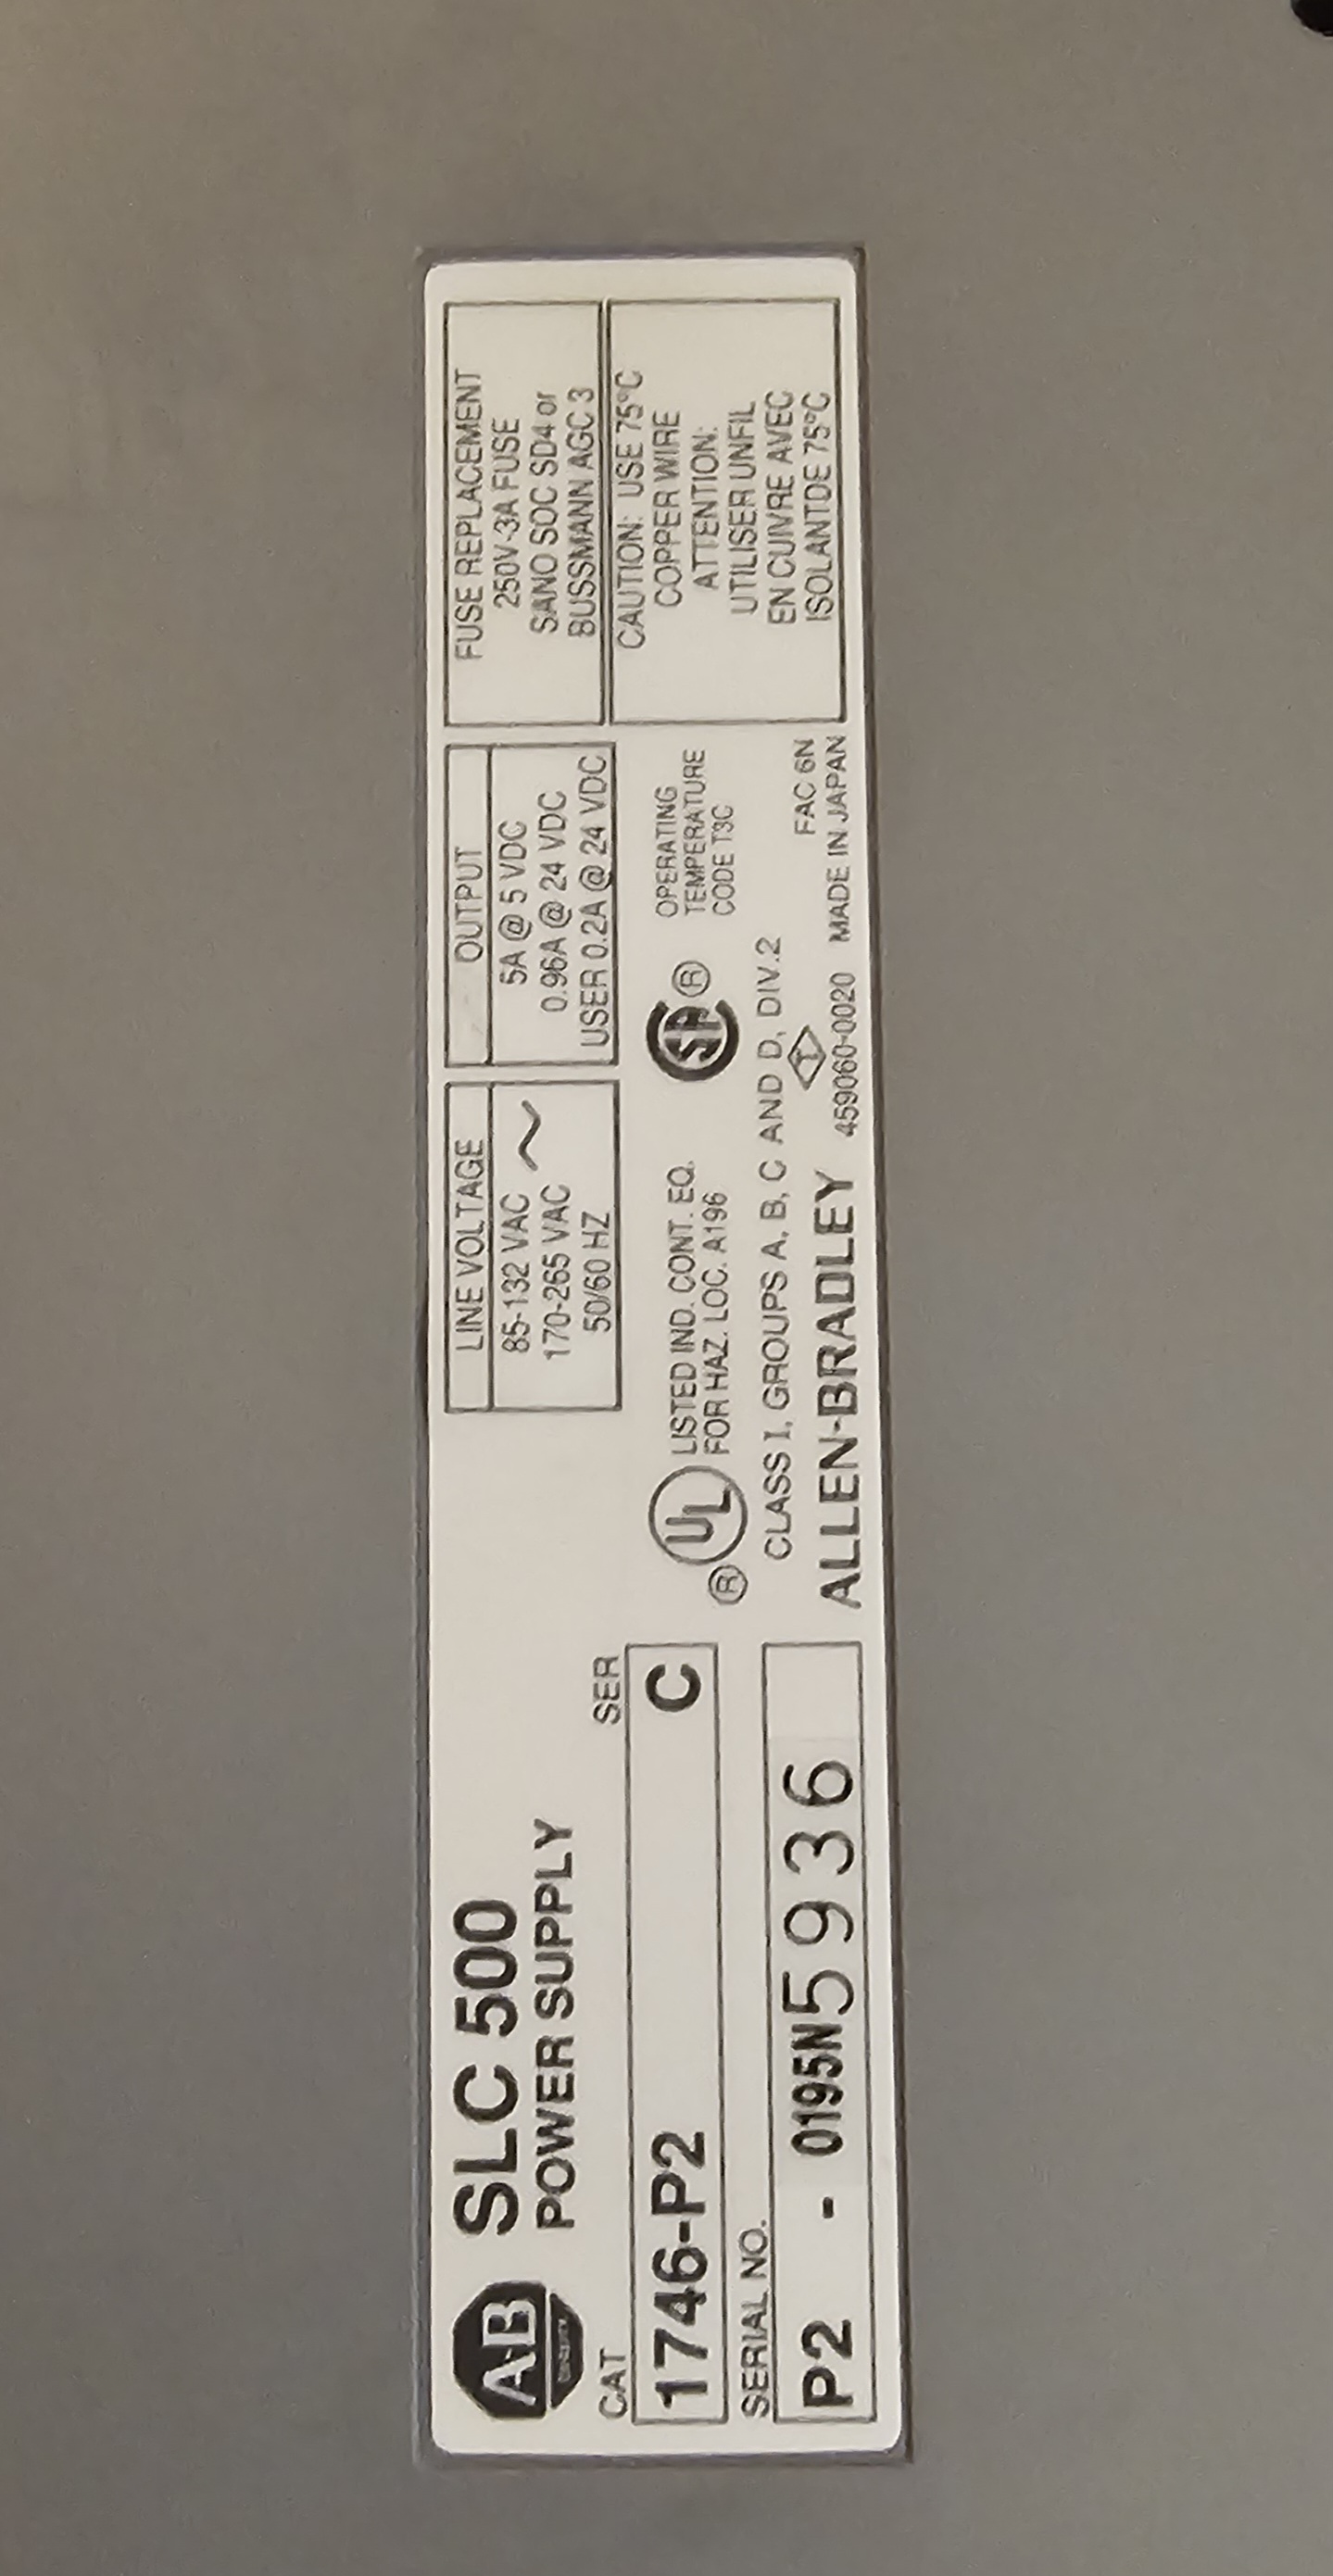 AB
SLC 500
POWER SUPPLY
CAT
SER
1746-P2
C
SERIAL NO.
P2 - 0195N5936
LINE VOLTAGE
85-132 VAC
170-265 VAC
50/60 HZ
OUTPUT
5A @ 5 VDC
0.96A @ 24 VDC
USER 0.2A @ 24 VDC
UL ®
LISTED IND. CONT. EQ.
FOR HAZ. LOC. A196
SP ®
OPERATING
TEMPERATURE
CODE T3C
CLASS I, GROUPS A, B, C AND D, DIV.2
T
FAC 6N
ALLEN-BRADLEY
459060-0020
MADE IN JAPAN
FUSE REPLACEMENT
250V-3A FUSE
SANO SOC SD4 or
BUSSMANN AGC 3
CAUTION: USE 75°C
COPPER WIRE
ATTENTION:
UTILISER UNFIL
EN CUIVRE AVEC
ISOLANTDE 75°C